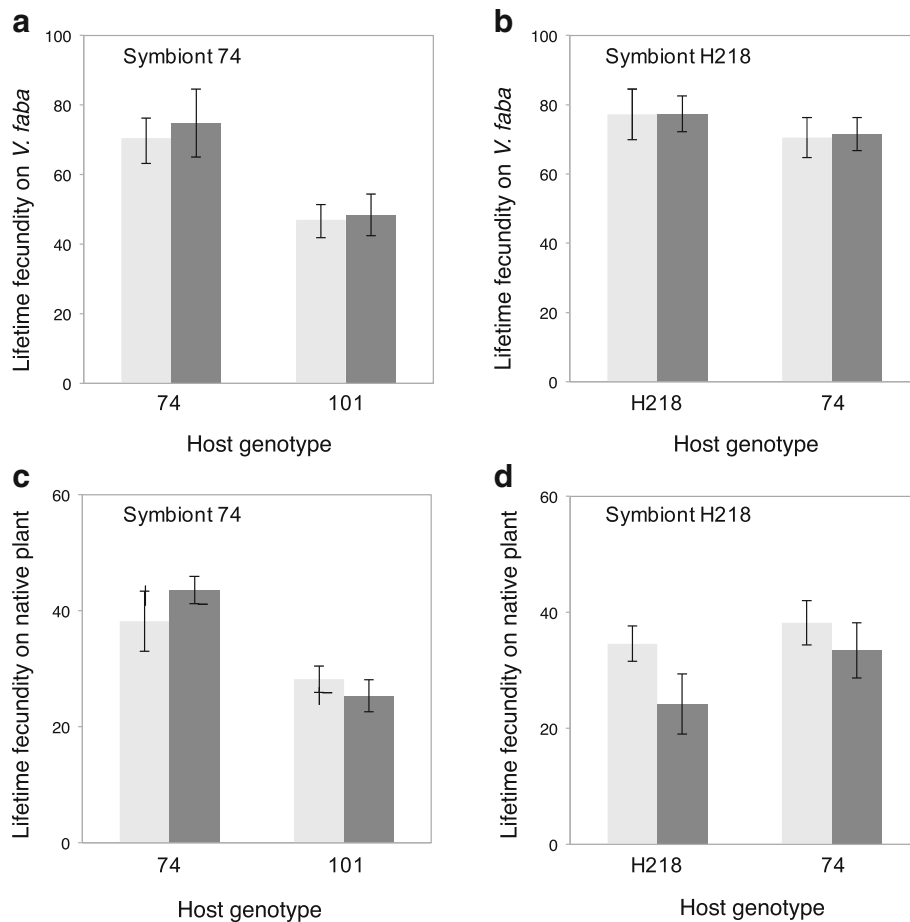 a
100
80
60
40
20
0
Lifetime fecundity on V. faba
Symbiont 74
74
101
Host genotype
b
100
80
60
40
20
0
Lifetime fecundity on V. faba
Symbiont H218
H218
74
Host genotype
c
60
40
20
0
Lifetime fecundity on native plant
Symbiont 74
74
101
Host genotype
d
60
40
20
0
Lifetime fecundity on native plant
Symbiont H218
H218
74
Host genotype